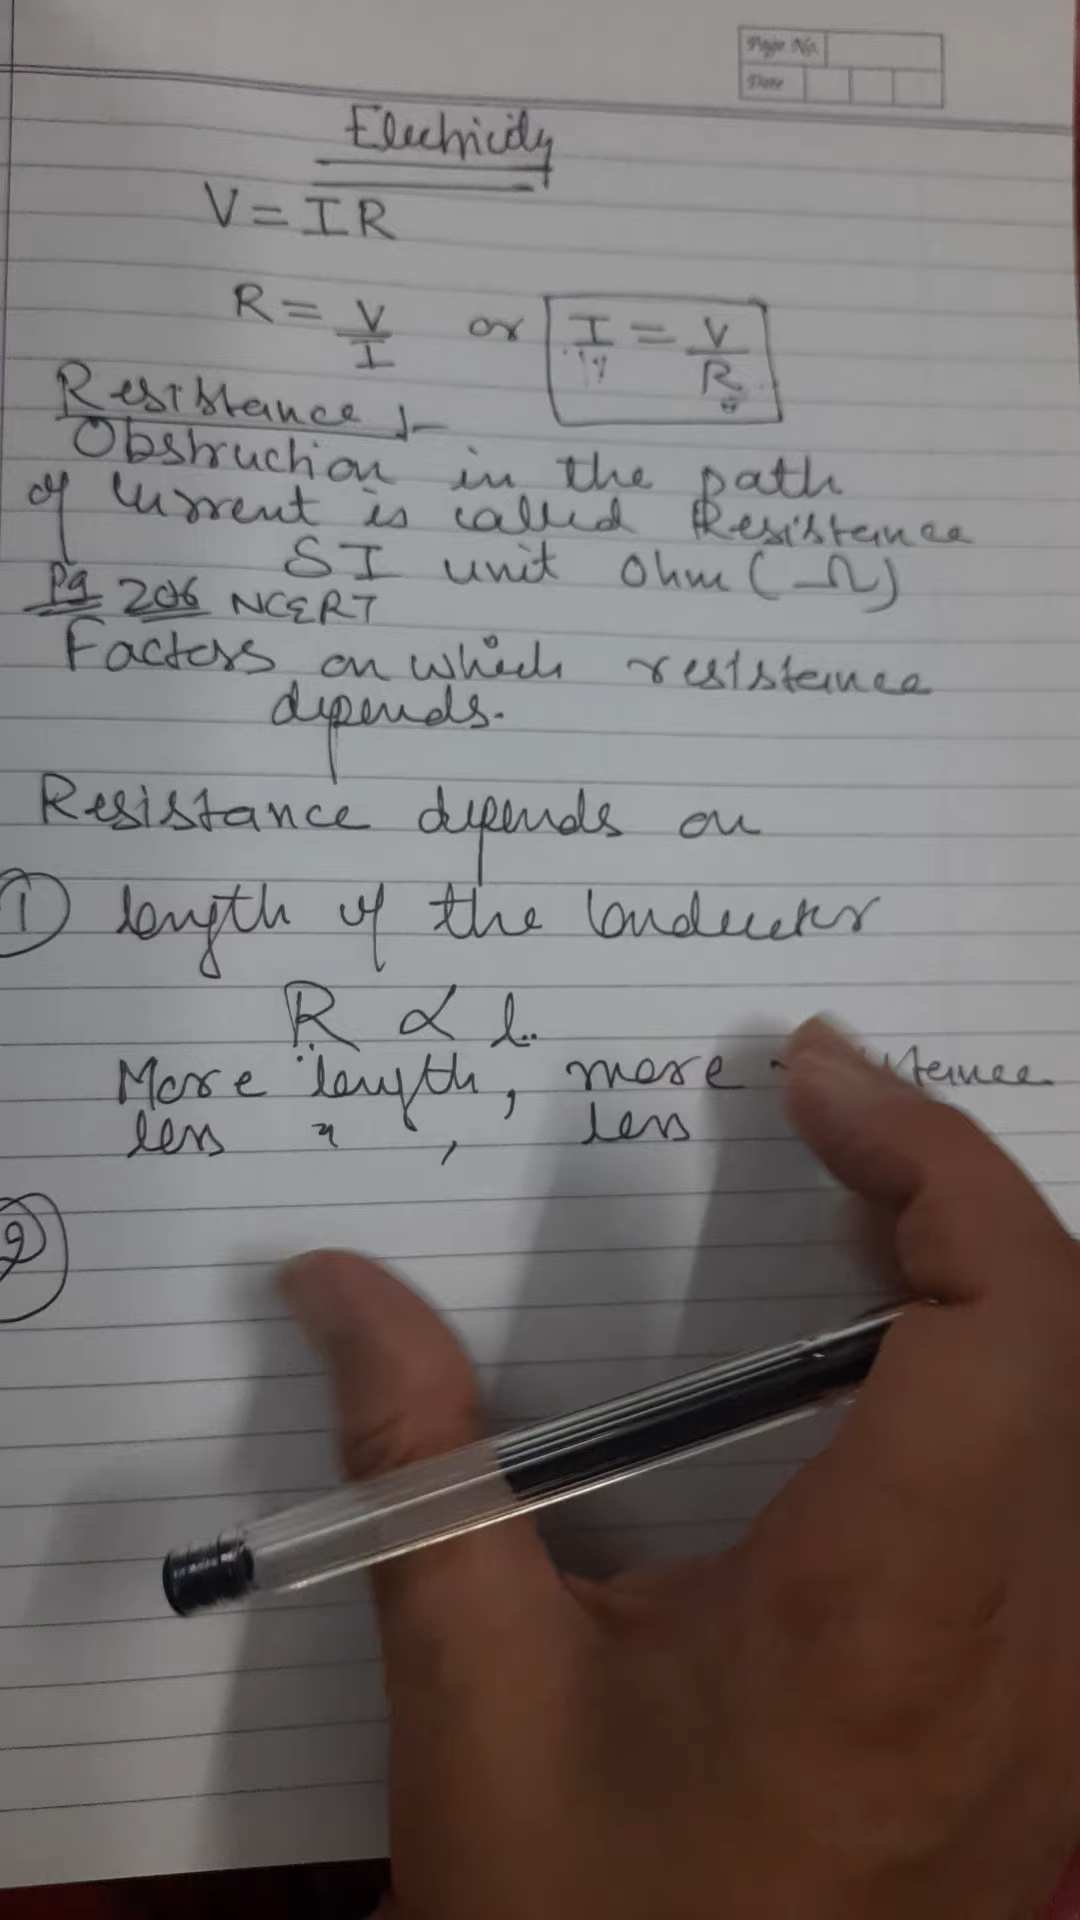 Page No.
Date
Electricity
V = IR
R = V/I or I = V/R
Resistance :-
Obstruction in the path
of current is called Resistance
SI unit Ohm (Ω)
Pg 206 NCERT
Factors on which resistance
depends.
Resistance depends on
① length of the conductor
R ∝ l
More length, more
less " , less
②